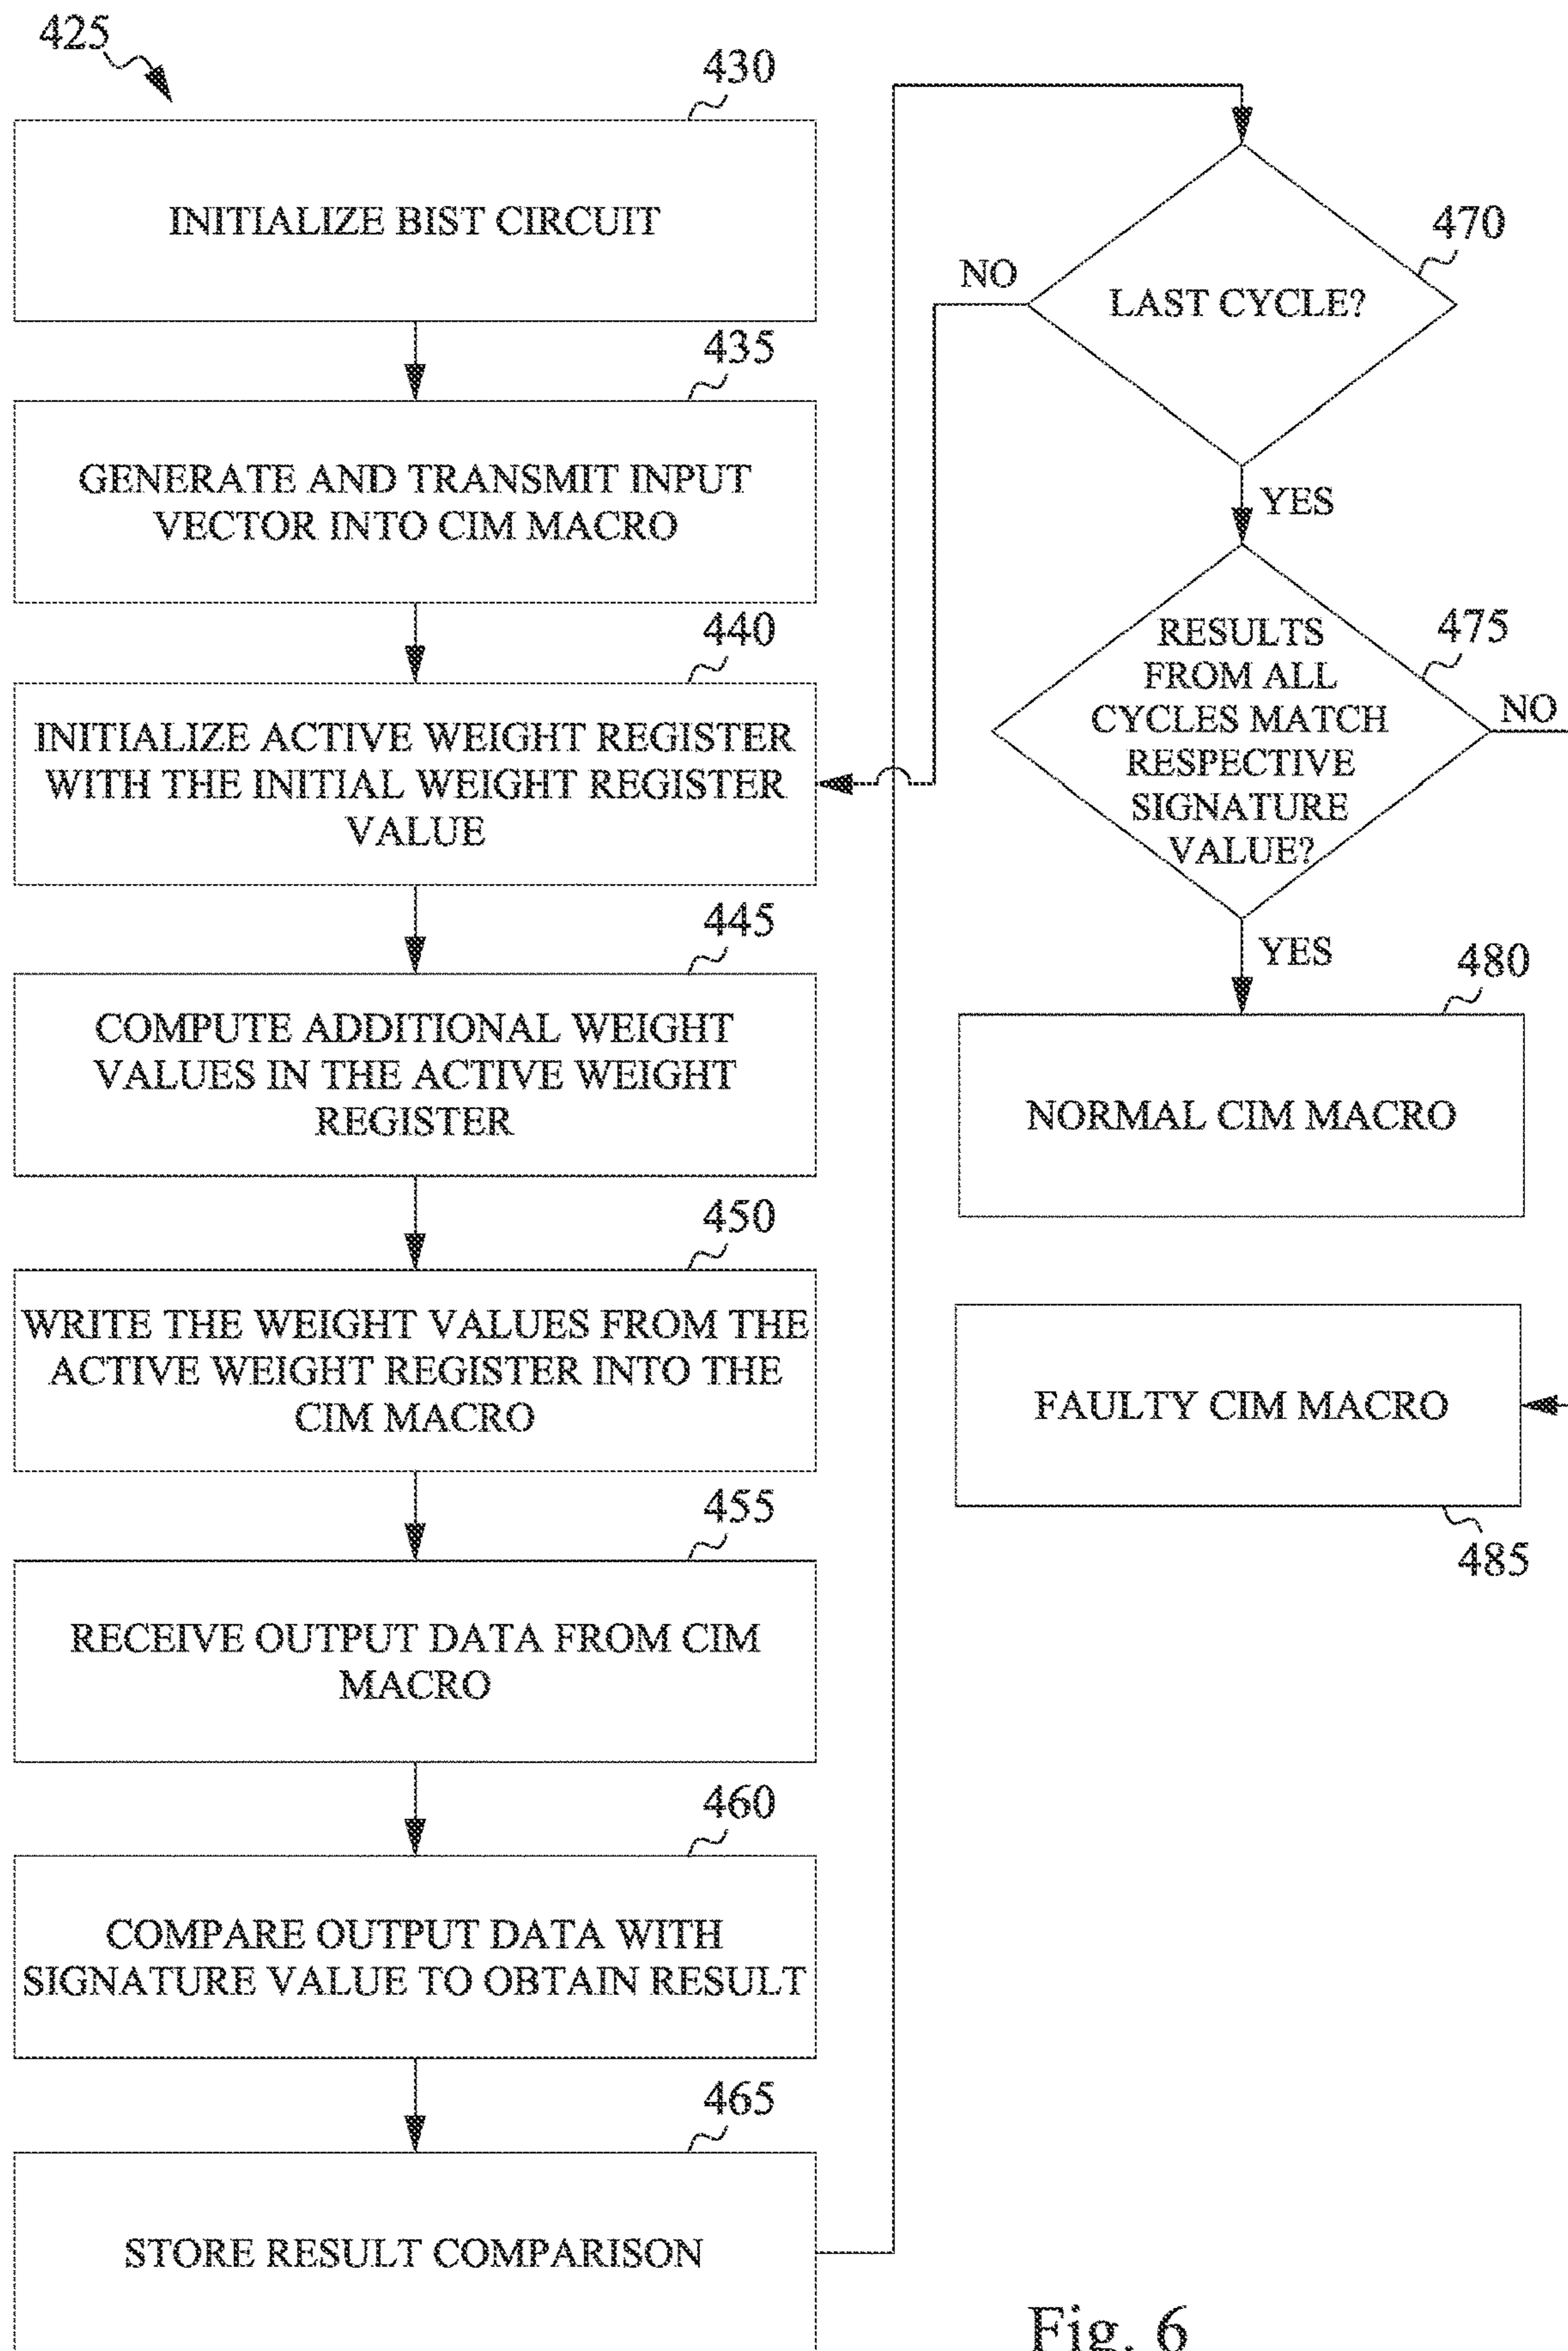 425
430
INITIALIZE BIST CIRCUIT
435
GENERATE AND TRANSMIT INPUT
VECTOR INTO CIM MACRO
440
INITIALIZE ACTIVE WEIGHT REGISTER
WITH THE INITIAL WEIGHT REGISTER
VALUE
445
COMPUTE ADDITIONAL WEIGHT
VALUES IN THE ACTIVE WEIGHT
REGISTER
450
WRITE THE WEIGHT VALUES FROM THE
ACTIVE WEIGHT REGISTER INTO THE
CIM MACRO
455
RECEIVE OUTPUT DATA FROM CIM
MACRO
460
COMPARE OUTPUT DATA WITH
SIGNATURE VALUE TO OBTAIN RESULT
465
STORE RESULT COMPARISON
470
NO
LAST CYCLE?
YES
475
RESULTS
FROM ALL
CYCLES MATCH
RESPECTIVE
SIGNATURE
VALUE?
NO
YES
480
NORMAL CIM MACRO
FAULTY CIM MACRO
485
Fig. 6